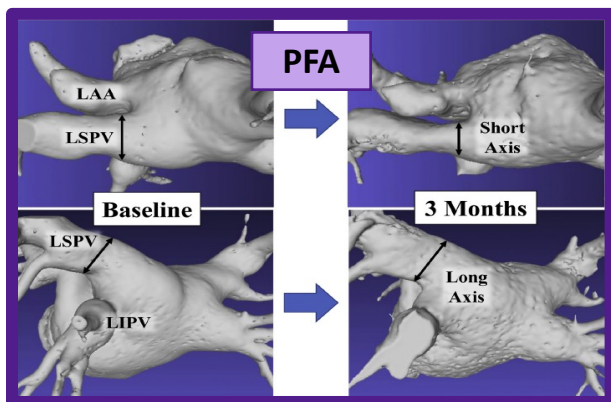 PFA
LAA
LSPV
Short
Axis
Baseline
3 Months
LSPV
LIPV
Long
Axis